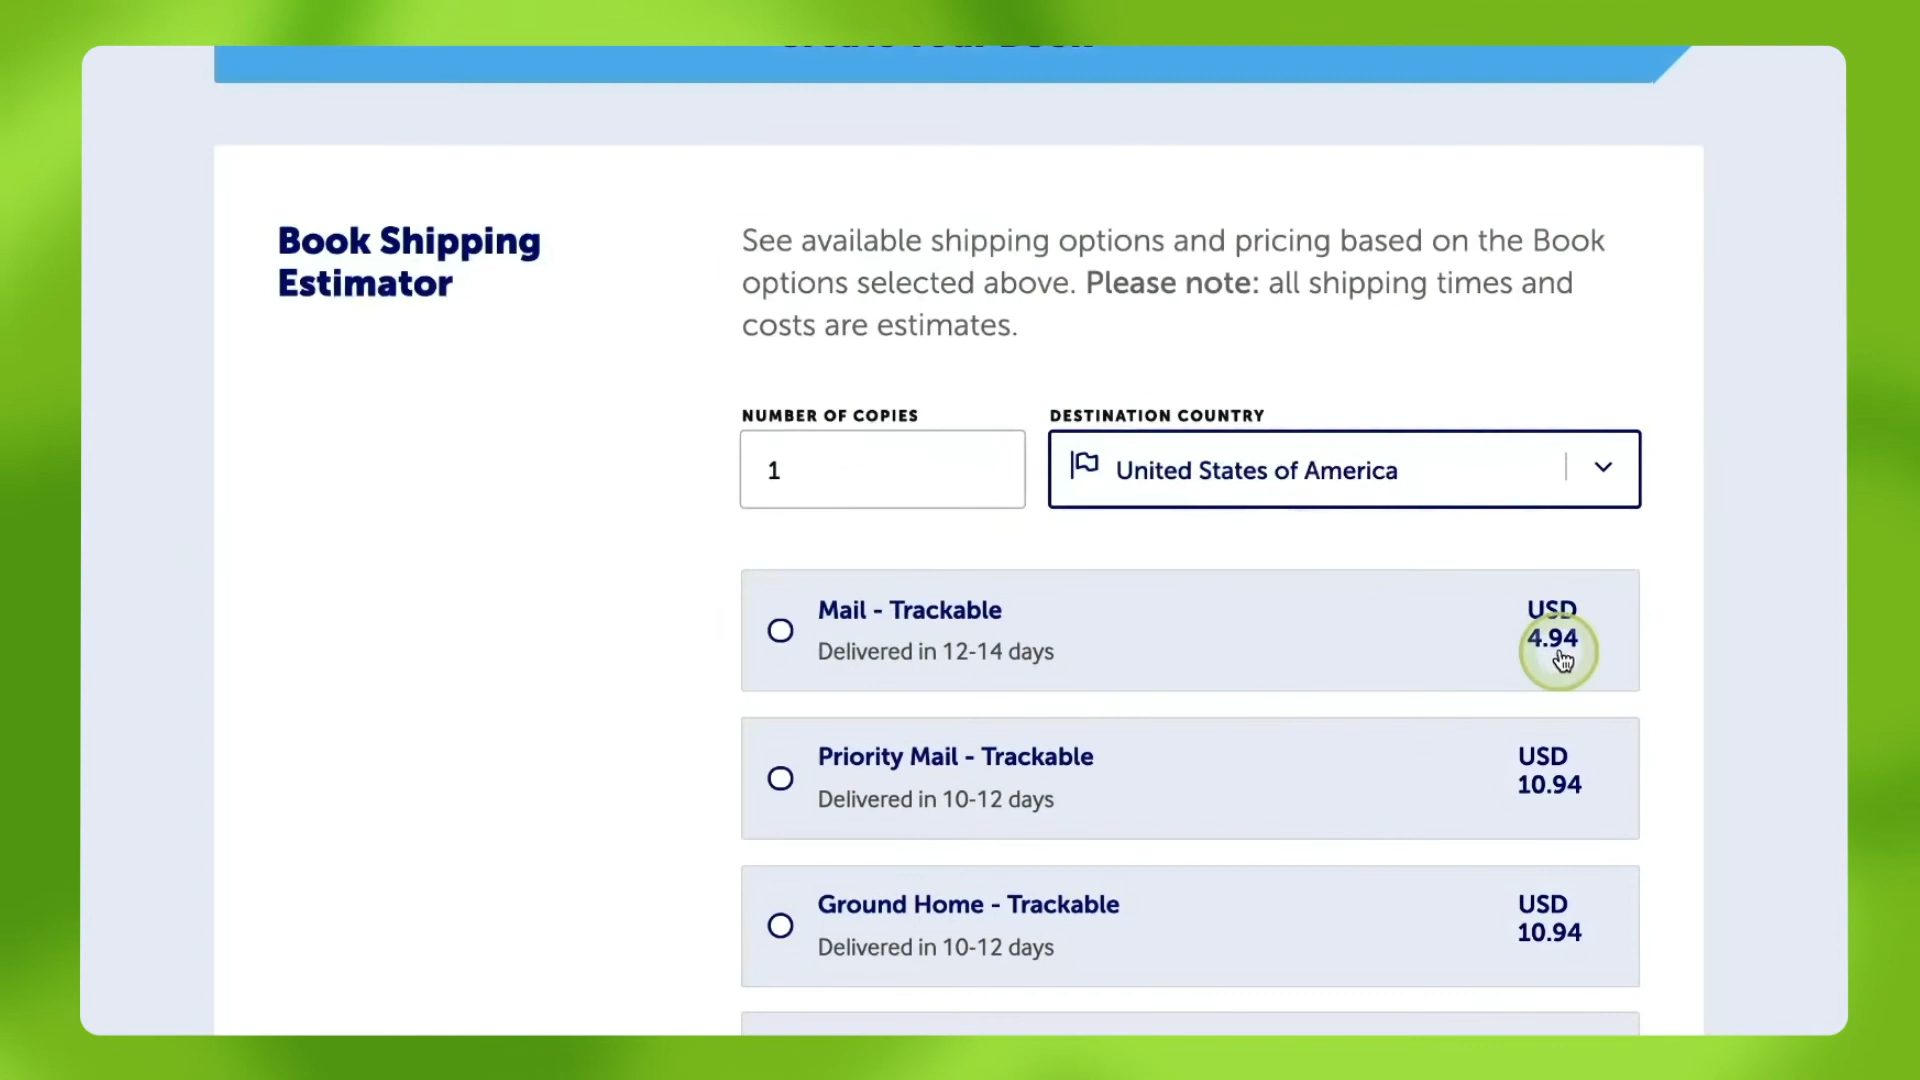 Create Your Book
Book Shipping
Estimator
See available shipping options and pricing based on the Book
options selected above. Please note: all shipping times and
costs are estimates.
NUMBER OF COPIES
DESTINATION COUNTRY
1
United States of America
Mail - Trackable
USD
4.94
Delivered in 12-14 days
Priority Mail - Trackable
USD
10.94
Delivered in 10-12 days
Ground Home - Trackable
USD
10.94
Delivered in 10-12 days